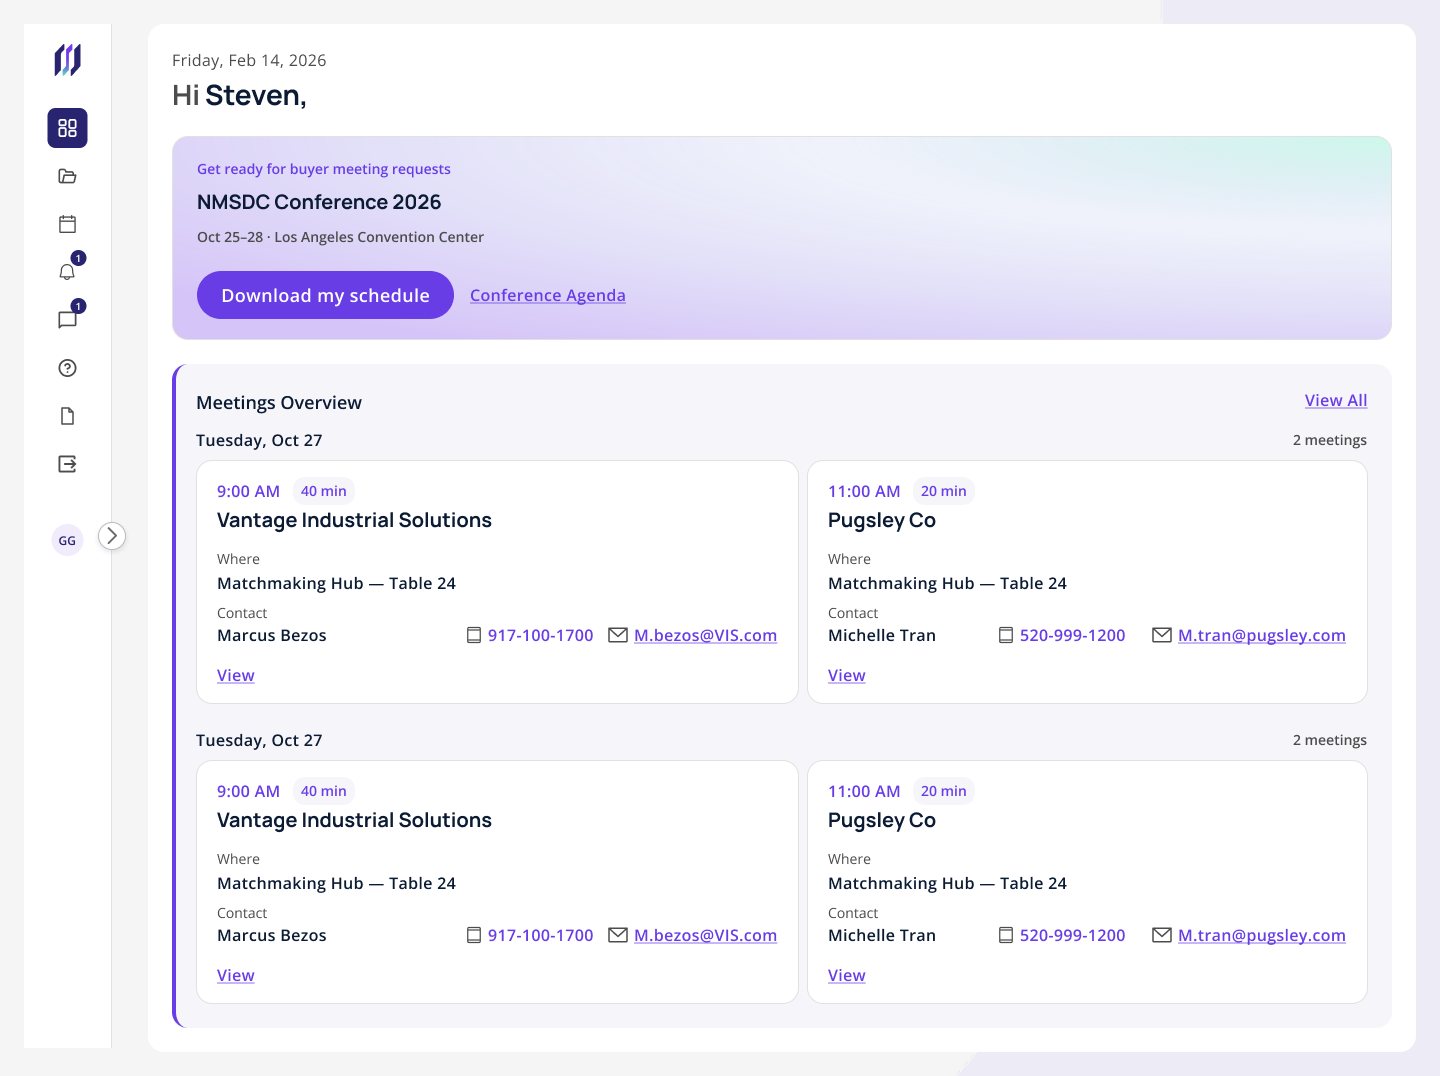 Friday, Feb 14, 2026
Hi Steven,
Get ready for buyer meeting requests
NMSDC Conference 2026
Oct 25–28 · Los Angeles Convention Center
Download my schedule
Conference Agenda
1
1
GG
Meetings Overview
View All
Tuesday, Oct 27
2 meetings
9:00 AM
40 min
Vantage Industrial Solutions
Where
Matchmaking Hub — Table 24
Contact
Marcus Bezos
917-100-1700
M.bezos@VIS.com
View
11:00 AM
20 min
Pugsley Co
Where
Matchmaking Hub — Table 24
Contact
Michelle Tran
520-999-1200
M.tran@pugsley.com
View
Tuesday, Oct 27
2 meetings
9:00 AM
40 min
Vantage Industrial Solutions
Where
Matchmaking Hub — Table 24
Contact
Marcus Bezos
917-100-1700
M.bezos@VIS.com
View
11:00 AM
20 min
Pugsley Co
Where
Matchmaking Hub — Table 24
Contact
Michelle Tran
520-999-1200
M.tran@pugsley.com
View